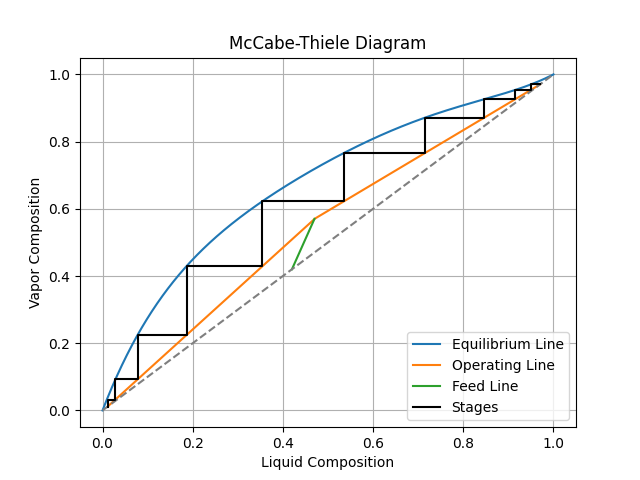 McCabe-Thiele Diagram
Vapor Composition
1.0
0.8
0.6
0.4
0.2
0.0
Equilibrium Line
Operating Line
Feed Line
Stages
0.0 0.2 0.4 0.6 0.8 1.0
Liquid Composition